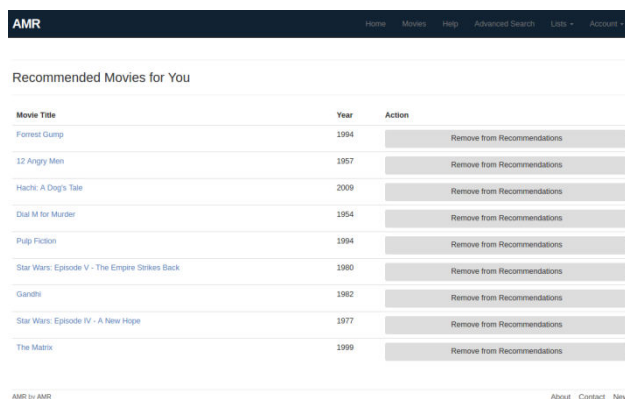 AMR Home Movies Help Advanced Search Lists Account
Recommended Movies for You
Movie Title Year Action
Forrest Gump 1994 Remove from Recommendations
12 Angry Men 1957 Remove from Recommendations
Hachi: A Dog's Tale 2009 Remove from Recommendations
Dial M for Murder 1954 Remove from Recommendations
Pulp Fiction 1994 Remove from Recommendations
Star Wars: Episode V - The Empire Strikes Back 1980 Remove from Recommendations
Gandhi 1982 Remove from Recommendations
Star Wars: Episode IV - A New Hope 1977 Remove from Recommendations
The Matrix 1999 Remove from Recommendations
AMR by AMR About Contact